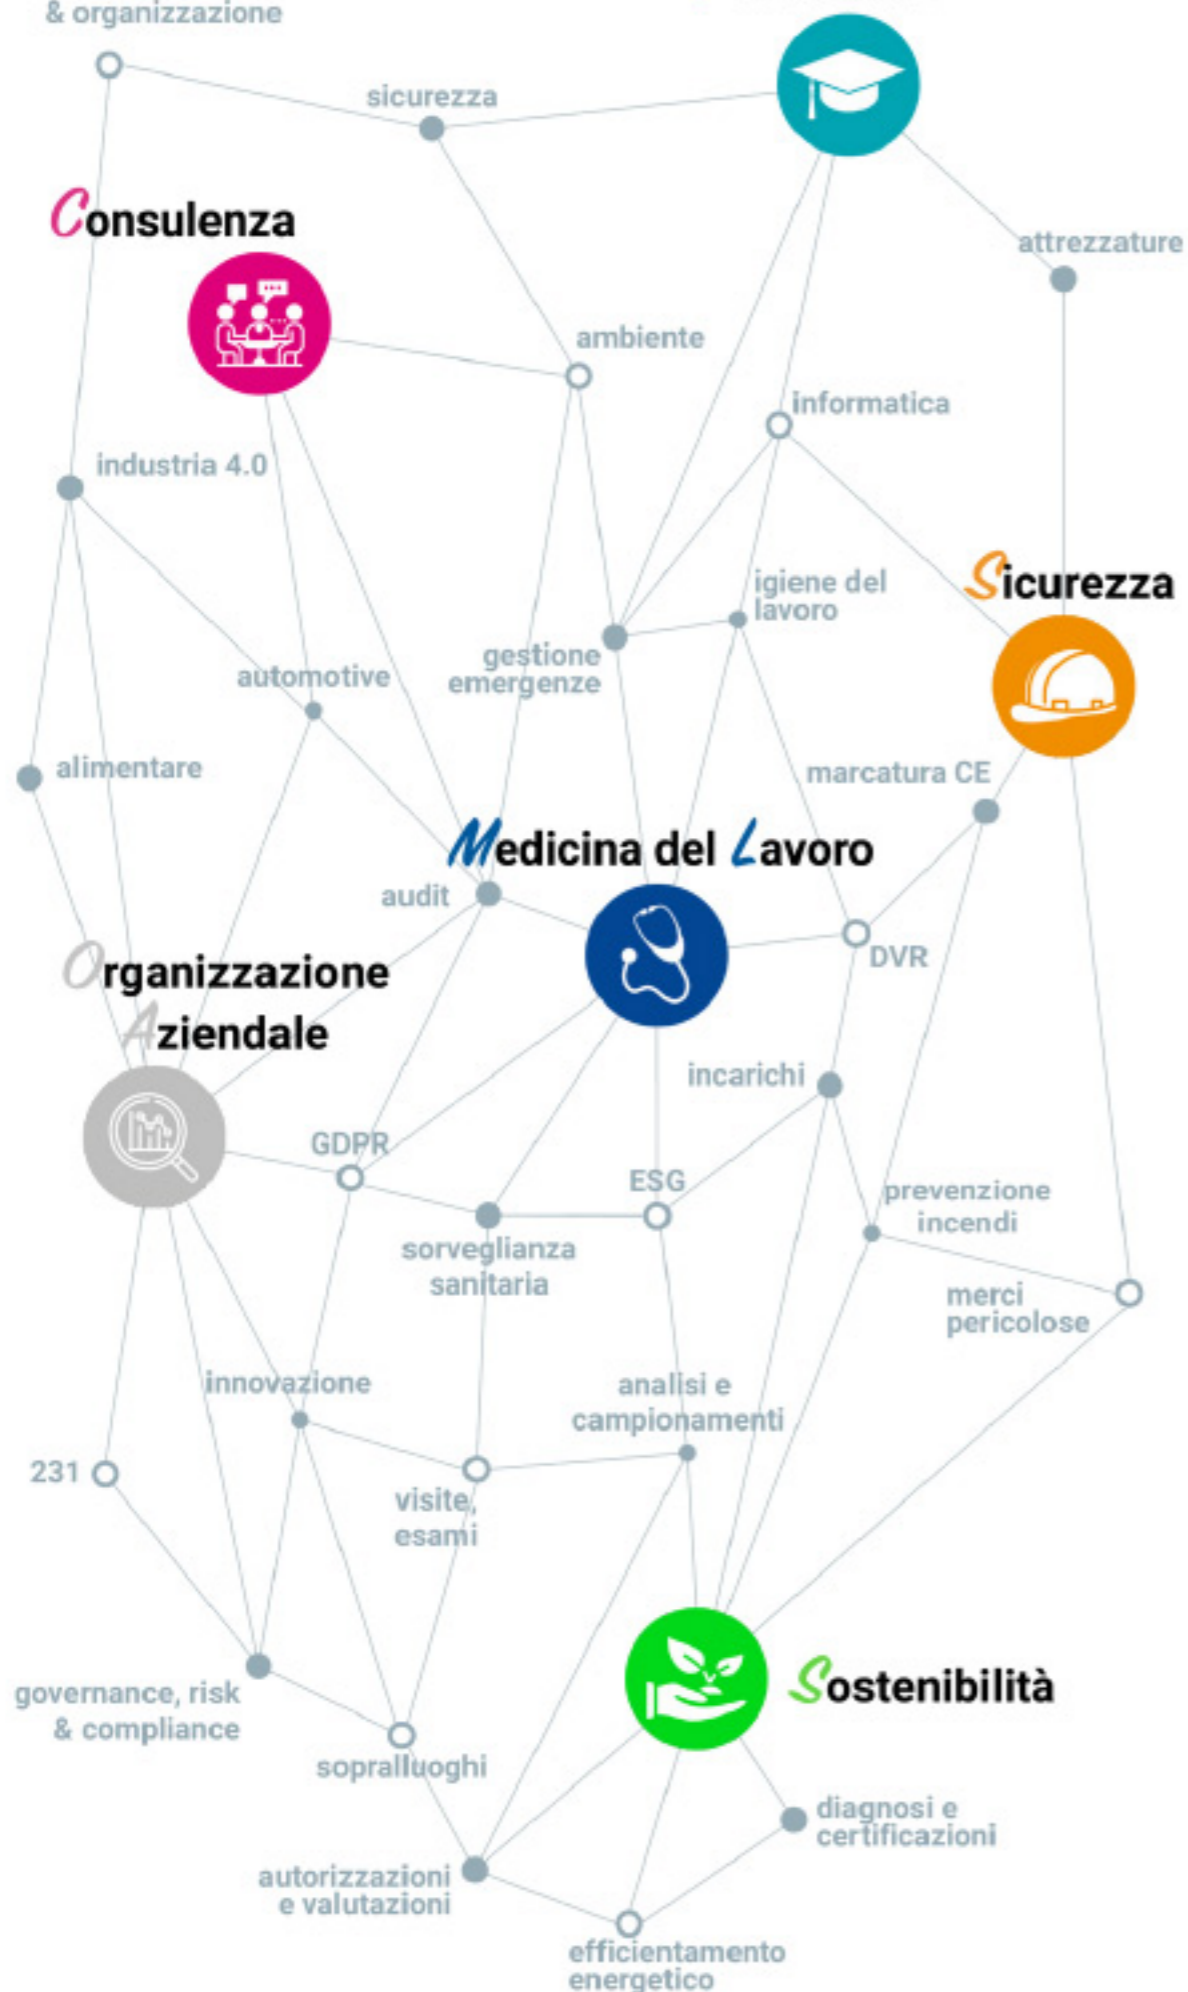 & organizzazione
sicurezza
Consulenza
attrezzature
ambiente
informatica
industria 4.0
Sicurezza
igiene del
lavoro
gestione
emergenze
automotive
alimentare
marcatura CE
Medicina del Lavoro
audit
DVR
Organizzazione
Aziendale
incarichi
GDPR
ESG
prevenzione
incendi
sorveglianza
sanitaria
merci
pericolose
innovazione
analisi e
campionamenti
231
visite,
esami
governance, risk
& compliance
Sostenibilità
sopralluoghi
diagnosi e
certificazioni
autorizzazioni
e valutazioni
efficientamento
energetico